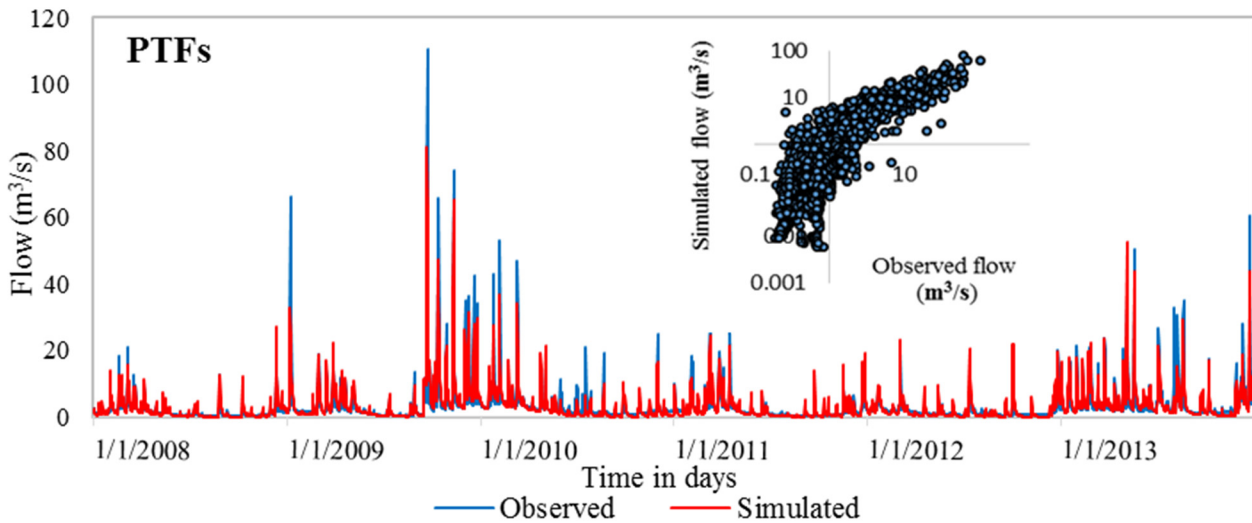 PTFs
120
100
80
60
40
20
0
Flow (m³/s)
1/1/2008
1/1/2009
1/1/2010
1/1/2011
1/1/2012
1/1/2013
Time in days
Observed
Simulated
Simulated flow (m³/s)
100
10
0.1
10
0.001
Observed flow
(m³/s)